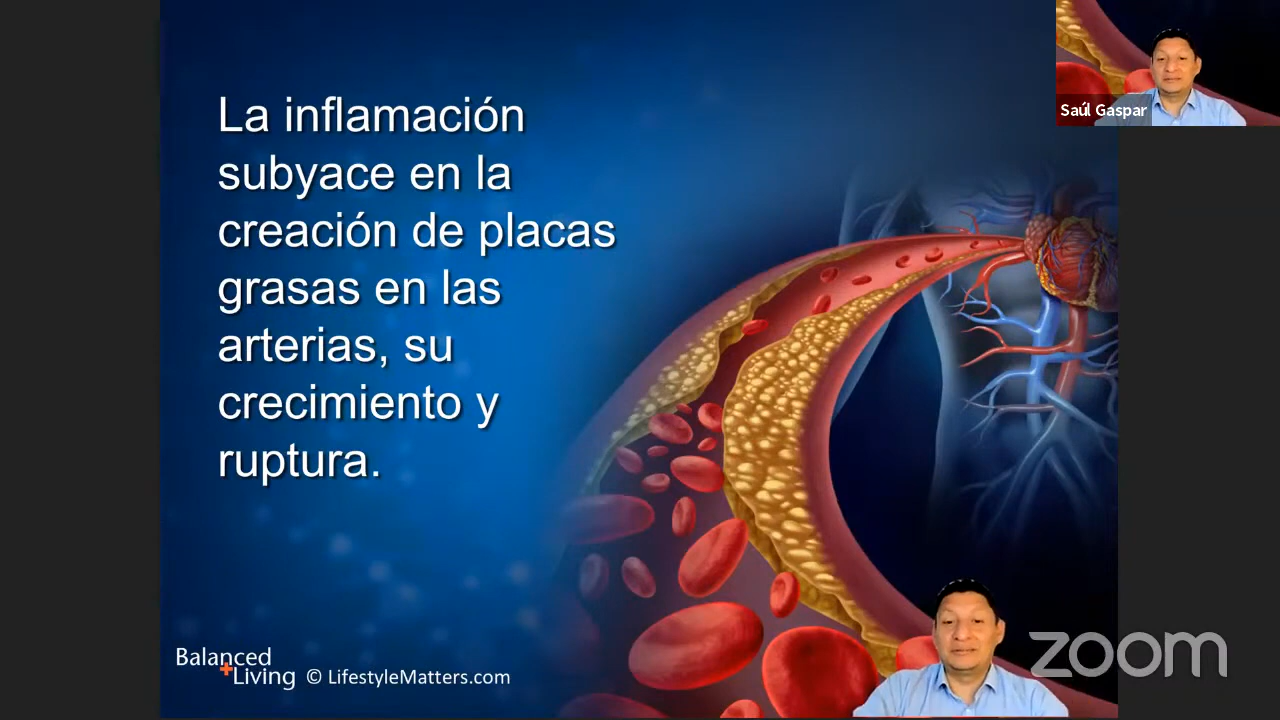 La inflamación
subyace en la
creación de placas
grasas en las
arterias, su
crecimiento y
ruptura.
Saúl Gaspar
Balanced
Living © LifestyleMatters.com
zoom